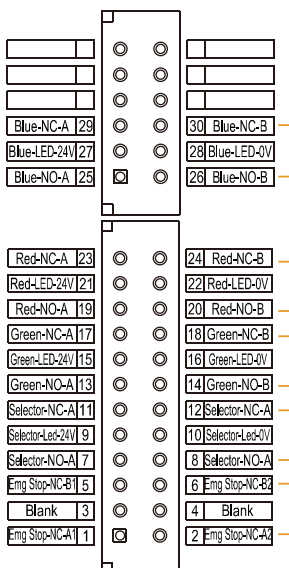 Blue-NC-A 29 30 Blue-NC-B
Blue-LED-24V 27 28 Blue-LED-0V
Blue-NO-A 25 26 Blue-NO-B
Red-NC-A 23 24 Red-NC-B
Red-LED-24V 21 22 Red-LED-0V
Red-NO-A 19 20 Red-NO-B
Green-NC-A 17 18 Green-NC-B
Green-LED-24V 15 16 Green-LED-0V
Green-NO-A 13 14 Green-NO-B
Selector-NC-A 11 12 Selector-NC-A
Selector-Led-24V 9 10 Selector-Led-0V
Selector-NO-A 7 8 Selector-NO-A
Emg Stop-NC-B1 5 6 Emg Stop-NC-B2
Blank 3 4 Blank
Emg Stop-NC-A1 1 2 Emg Stop-NC-A2